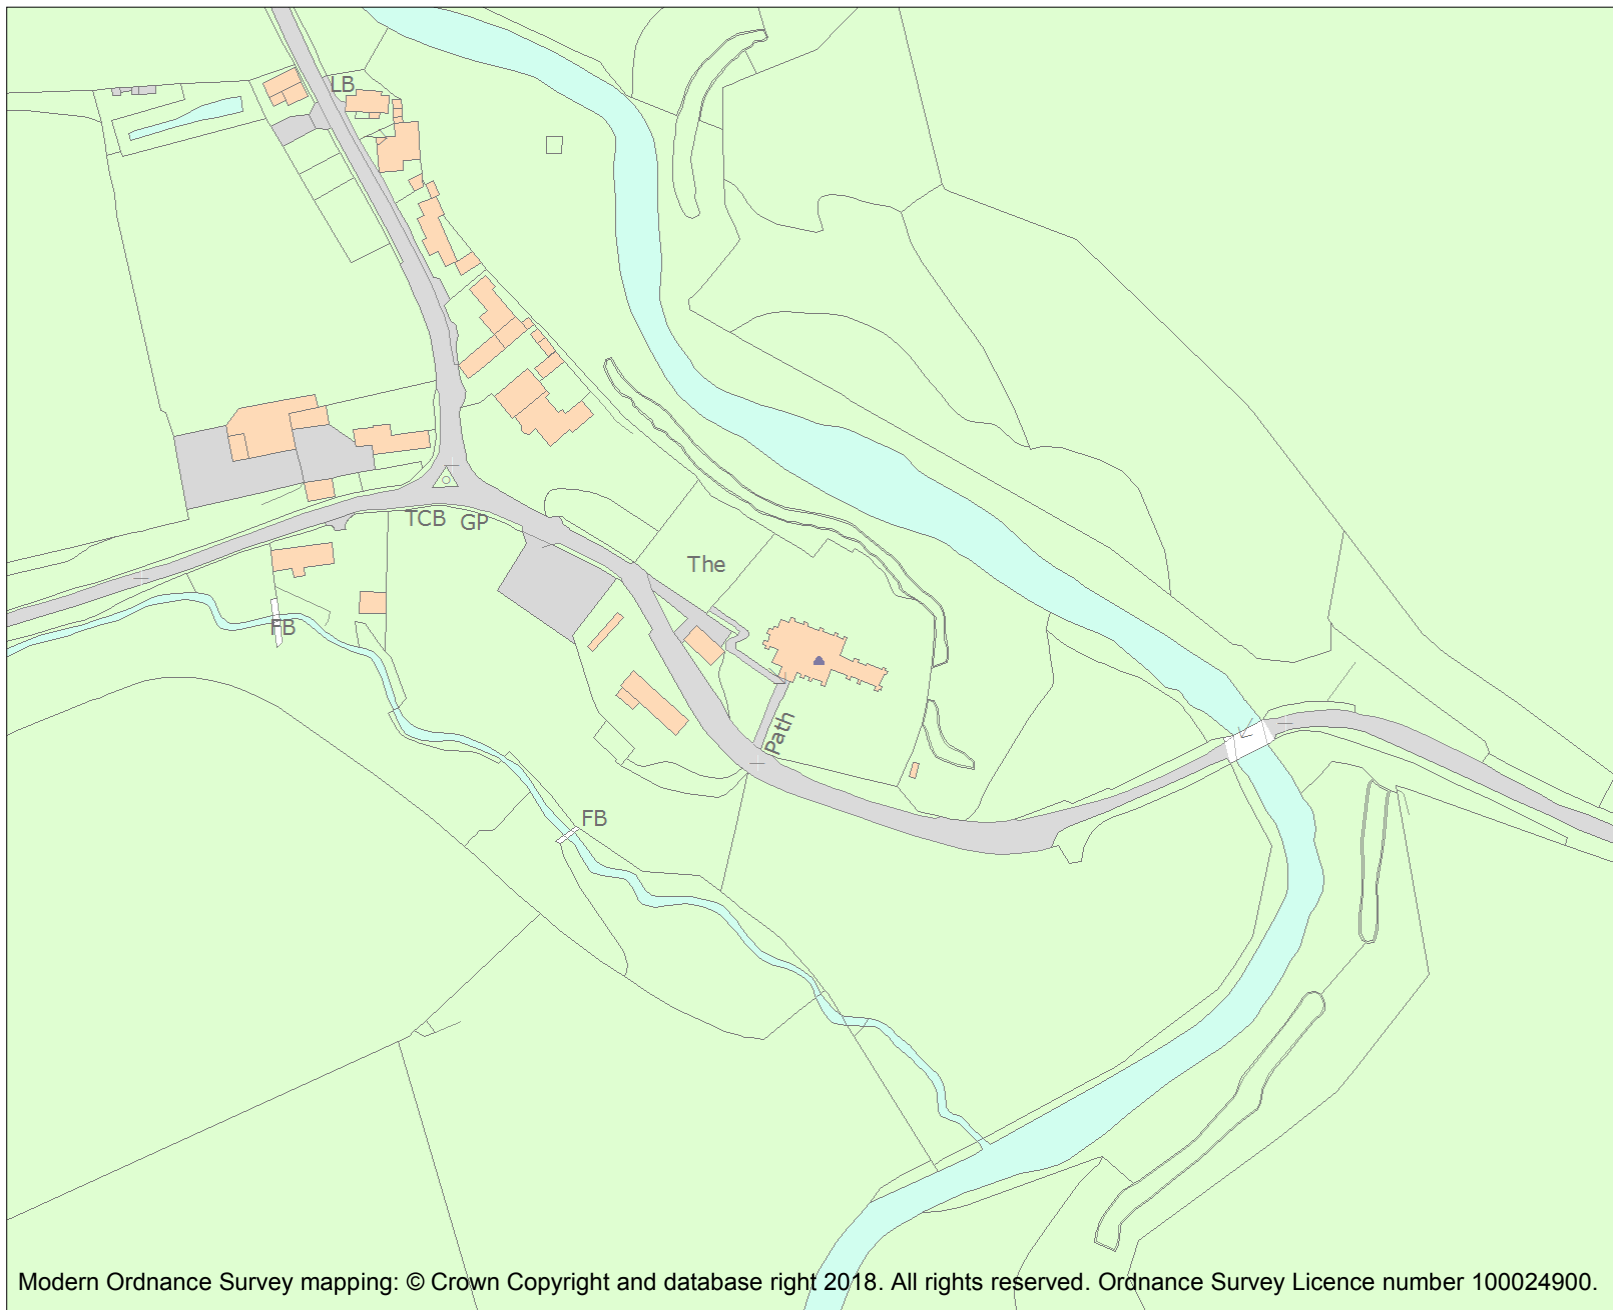 LB
TCB
GP
The
FB
Path
FB
Modern Ordnance Survey mapping: © Crown Copyright and database right 2018. All rights reserved. Ordnance Survey Licence number 100024900.